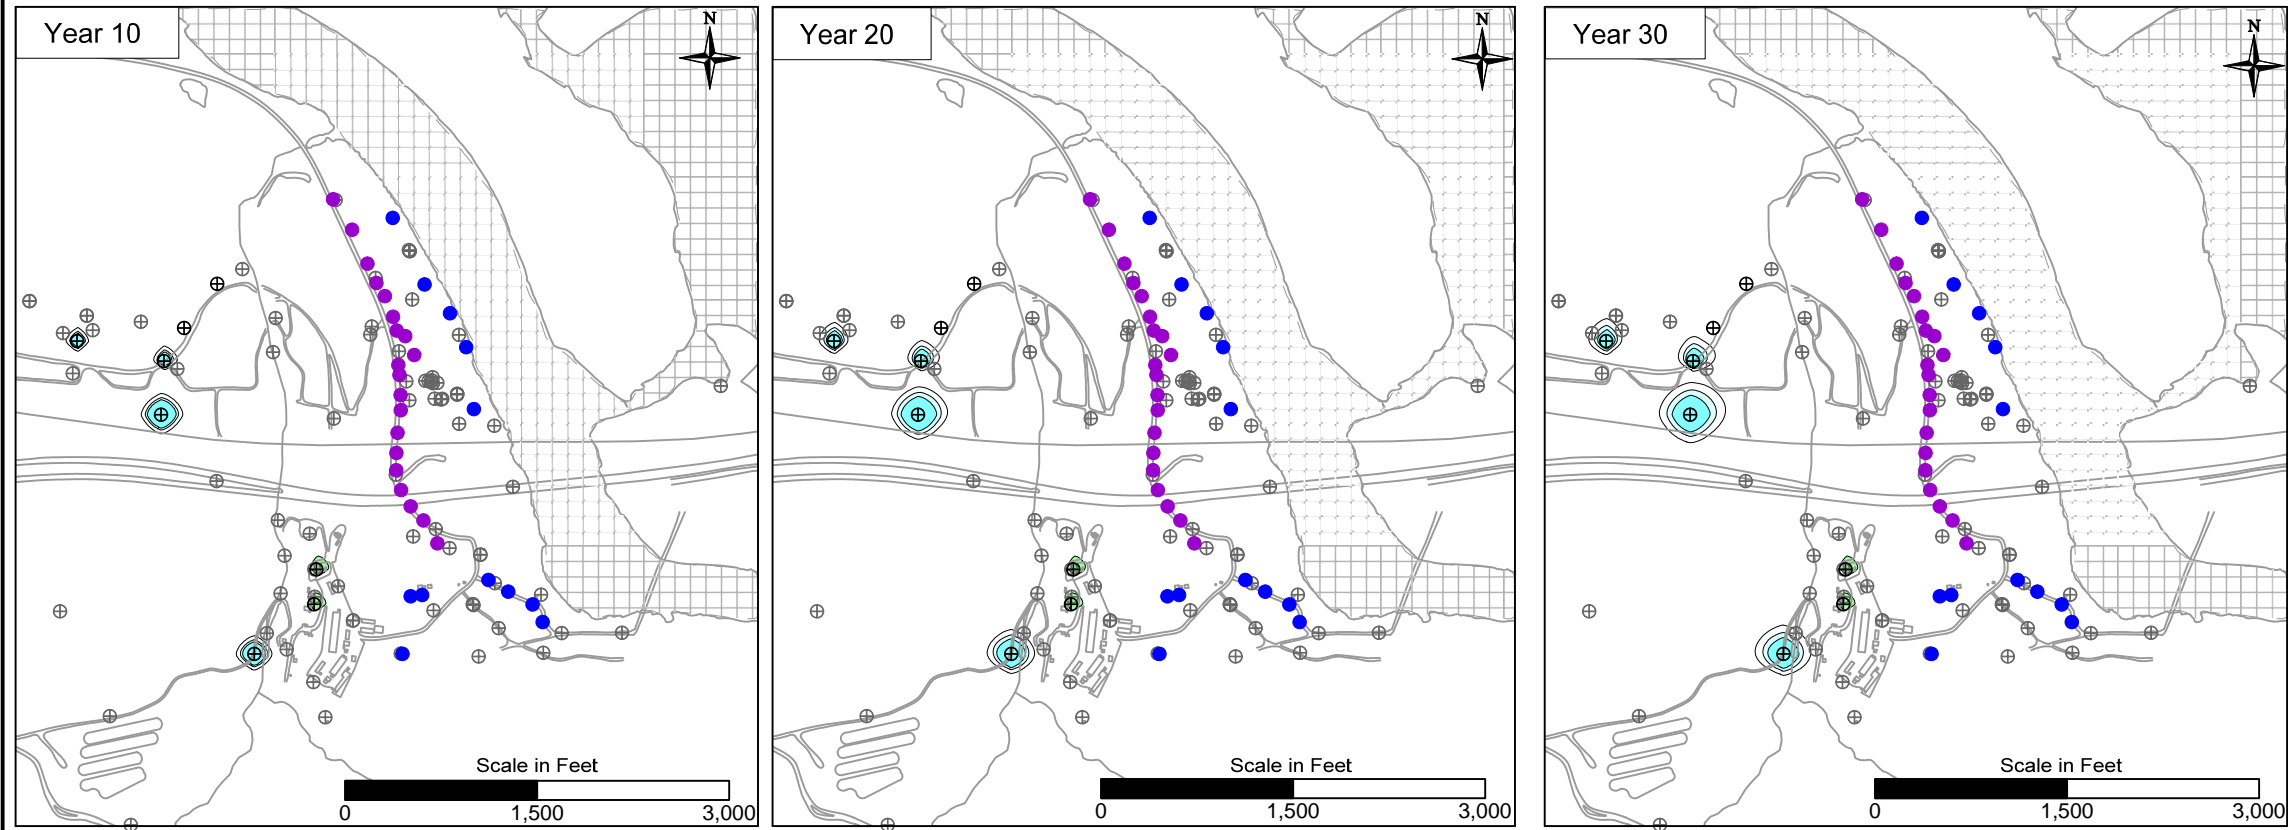 Year 10
N
Scale in Feet
0 1,500 3,000
Year 20
N
Scale in Feet
0 1,500 3,000
Year 30
N
Scale in Feet
0 1,500 3,000